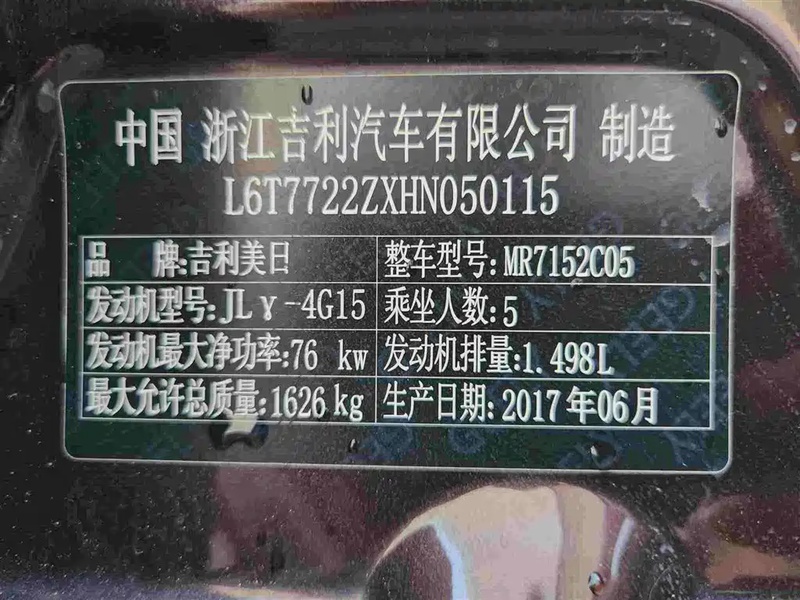 中国 浙江吉利汽车有限公司 制造
L6T7722ZXHN050115
品 牌:吉利美日 整车型号:MR7152C05
发动机型号:JLγ-4G15 乘坐人数:5
发动机最大净功率:76 kw 发动机排量:1.498L
最大允许总质量:1626kg 生产日期:2017年06月